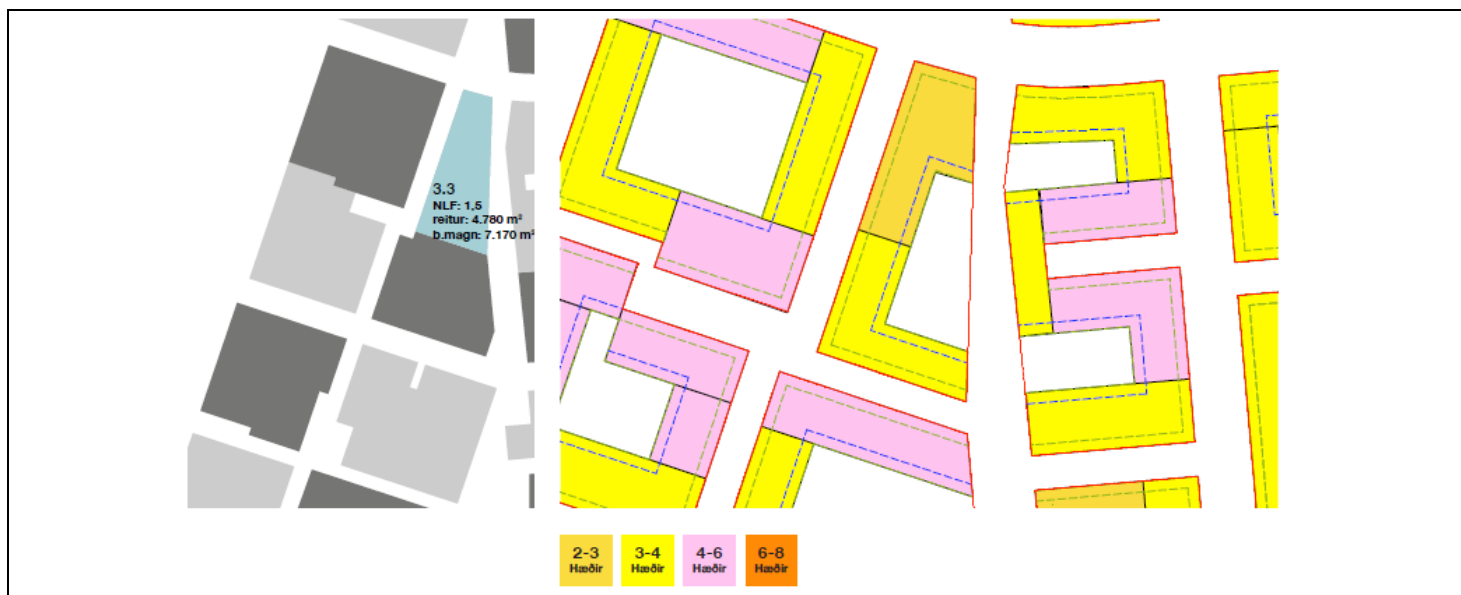 3.3
NLF: 1,5
reitur: 4.780 m²
b.magn: 7.170 m²
2-3
Hæðir
3-4
Hæðir
4-6
Hæðir
6-8
Hæðir